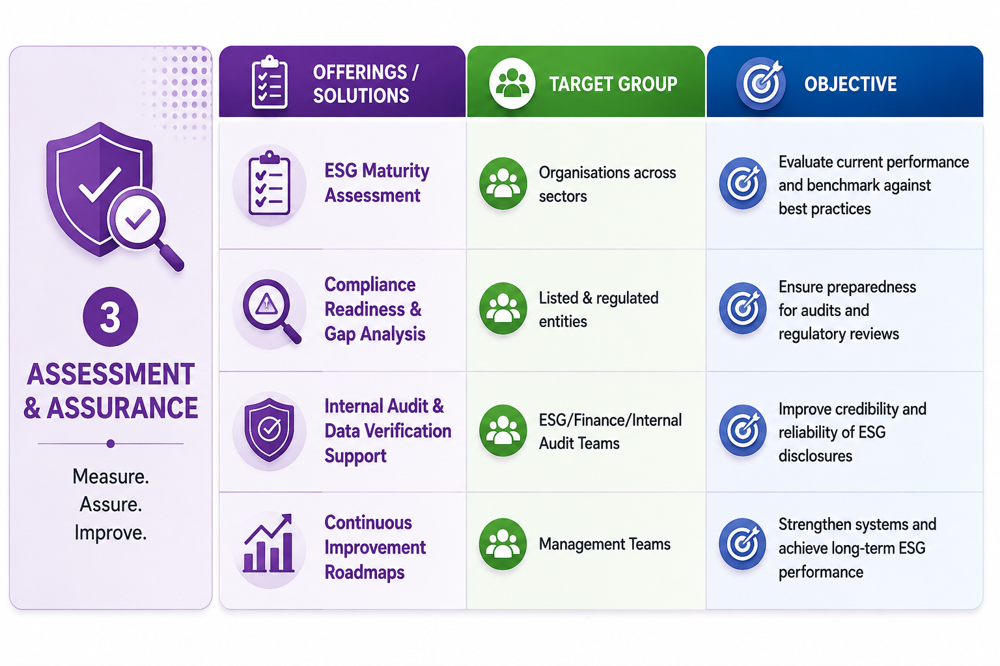 3
ASSESSMENT
& ASSURANCE
Measure.
Assure.
Improve.
OFFERINGS /
SOLUTIONS
TARGET GROUP
OBJECTIVE
ESG Maturity
Assessment
Organisations across
sectors
Evaluate current performance
and benchmark against
best practices
Compliance
Readiness &
Gap Analysis
Listed & regulated
entities
Ensure preparedness
for audits and
regulatory reviews
Internal Audit &
Data Verification
Support
ESG/Finance/Internal
Audit Teams
Improve credibility and
reliability of ESG
disclosures
Continuous
Improvement
Roadmaps
Management Teams
Strengthen systems and
achieve long-term ESG
performance